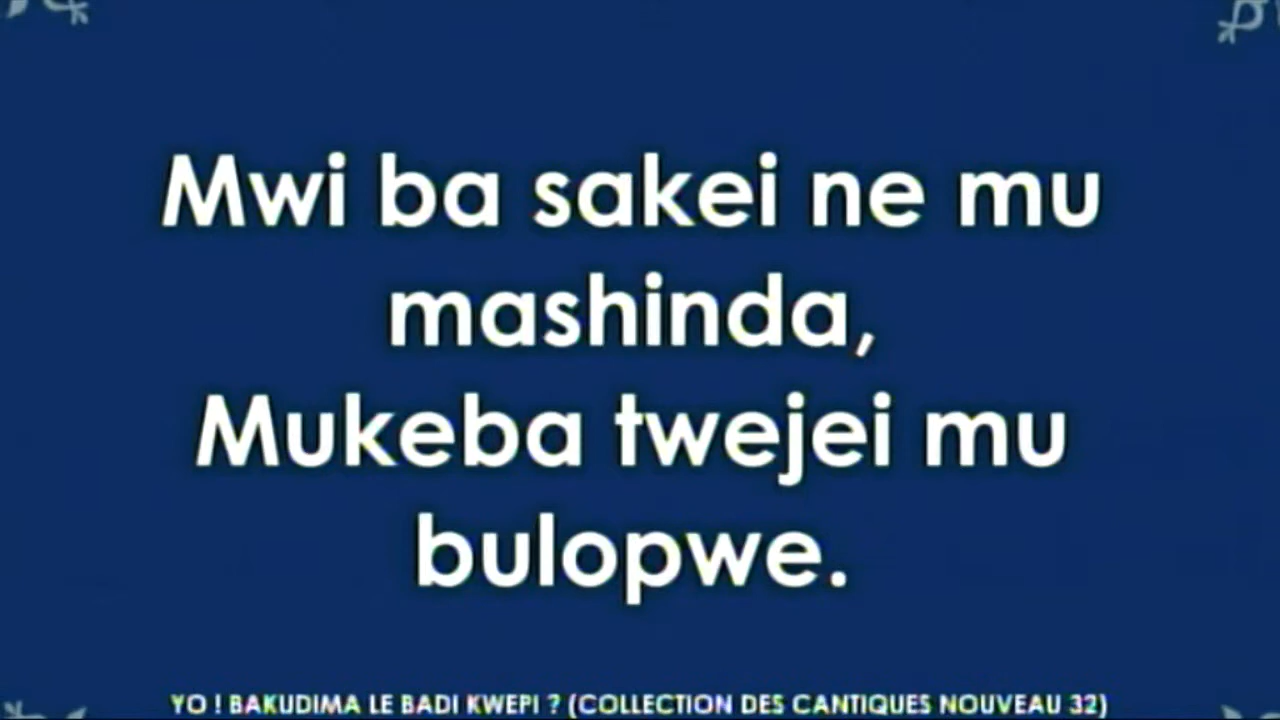 Mwi ba sakei ne mu
mashinda,
Mukeba twejei mu
bulopwe.
YO ! BAKUDIMA LE BADI KWEPI ? (COLLECTION DES CANTIQUES NOUVEAU 32)